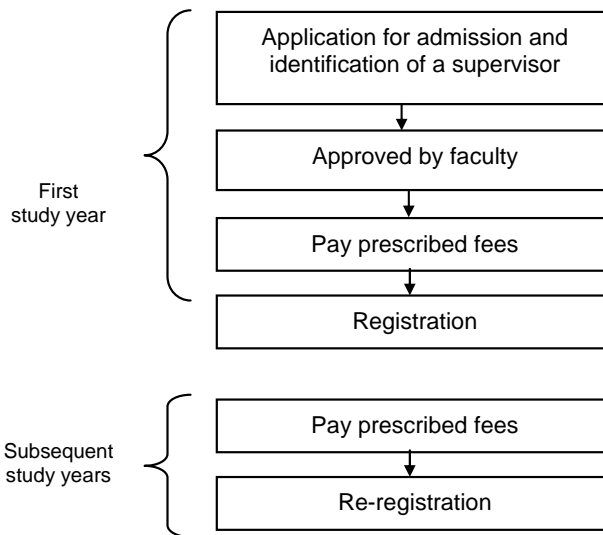 Application for admission and
identification of a supervisor
Approved by faculty
First
study year
Pay prescribed fees
Registration
Pay prescribed fees
Subsequent
study years
Re-registration